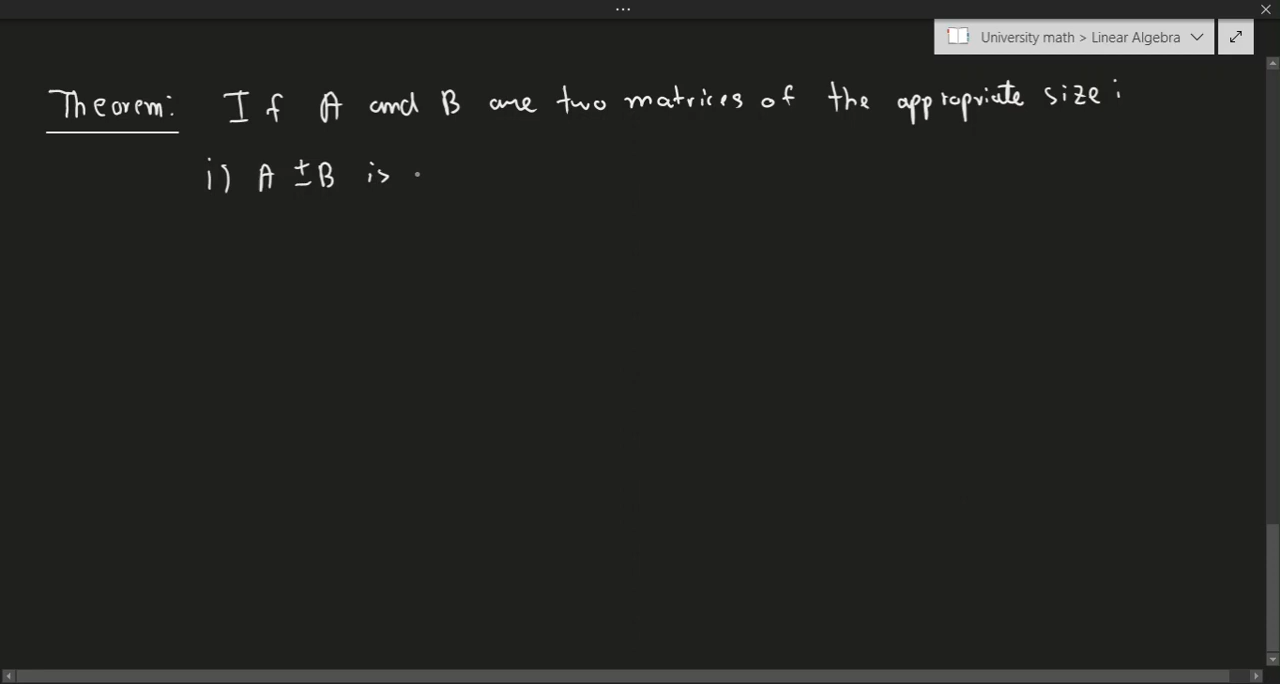 ...
University math > Linear Algebra
Theorem: If A and B are two matrices of the appropriate size:
i) A ± B is